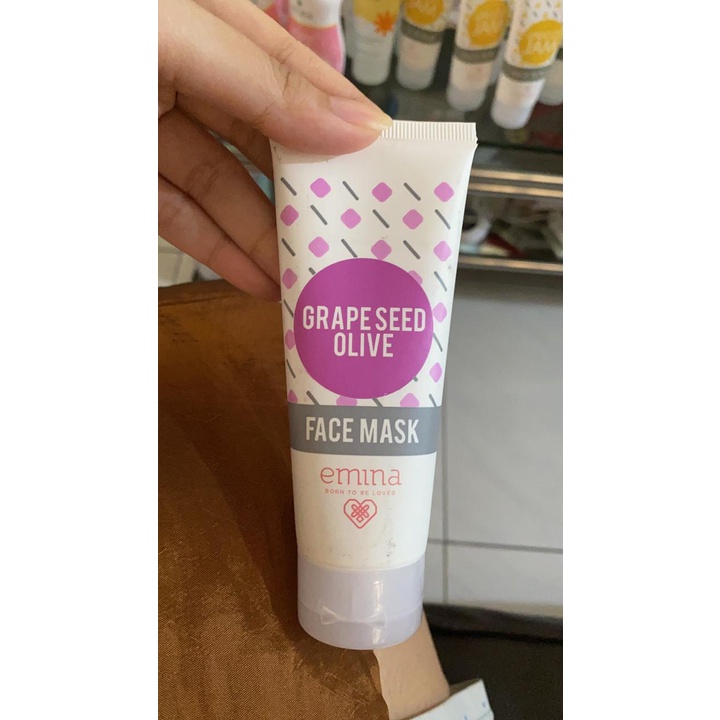 GRAPE SEED
OLIVE
FACE MASK
emina
BORN TO BE LOVED